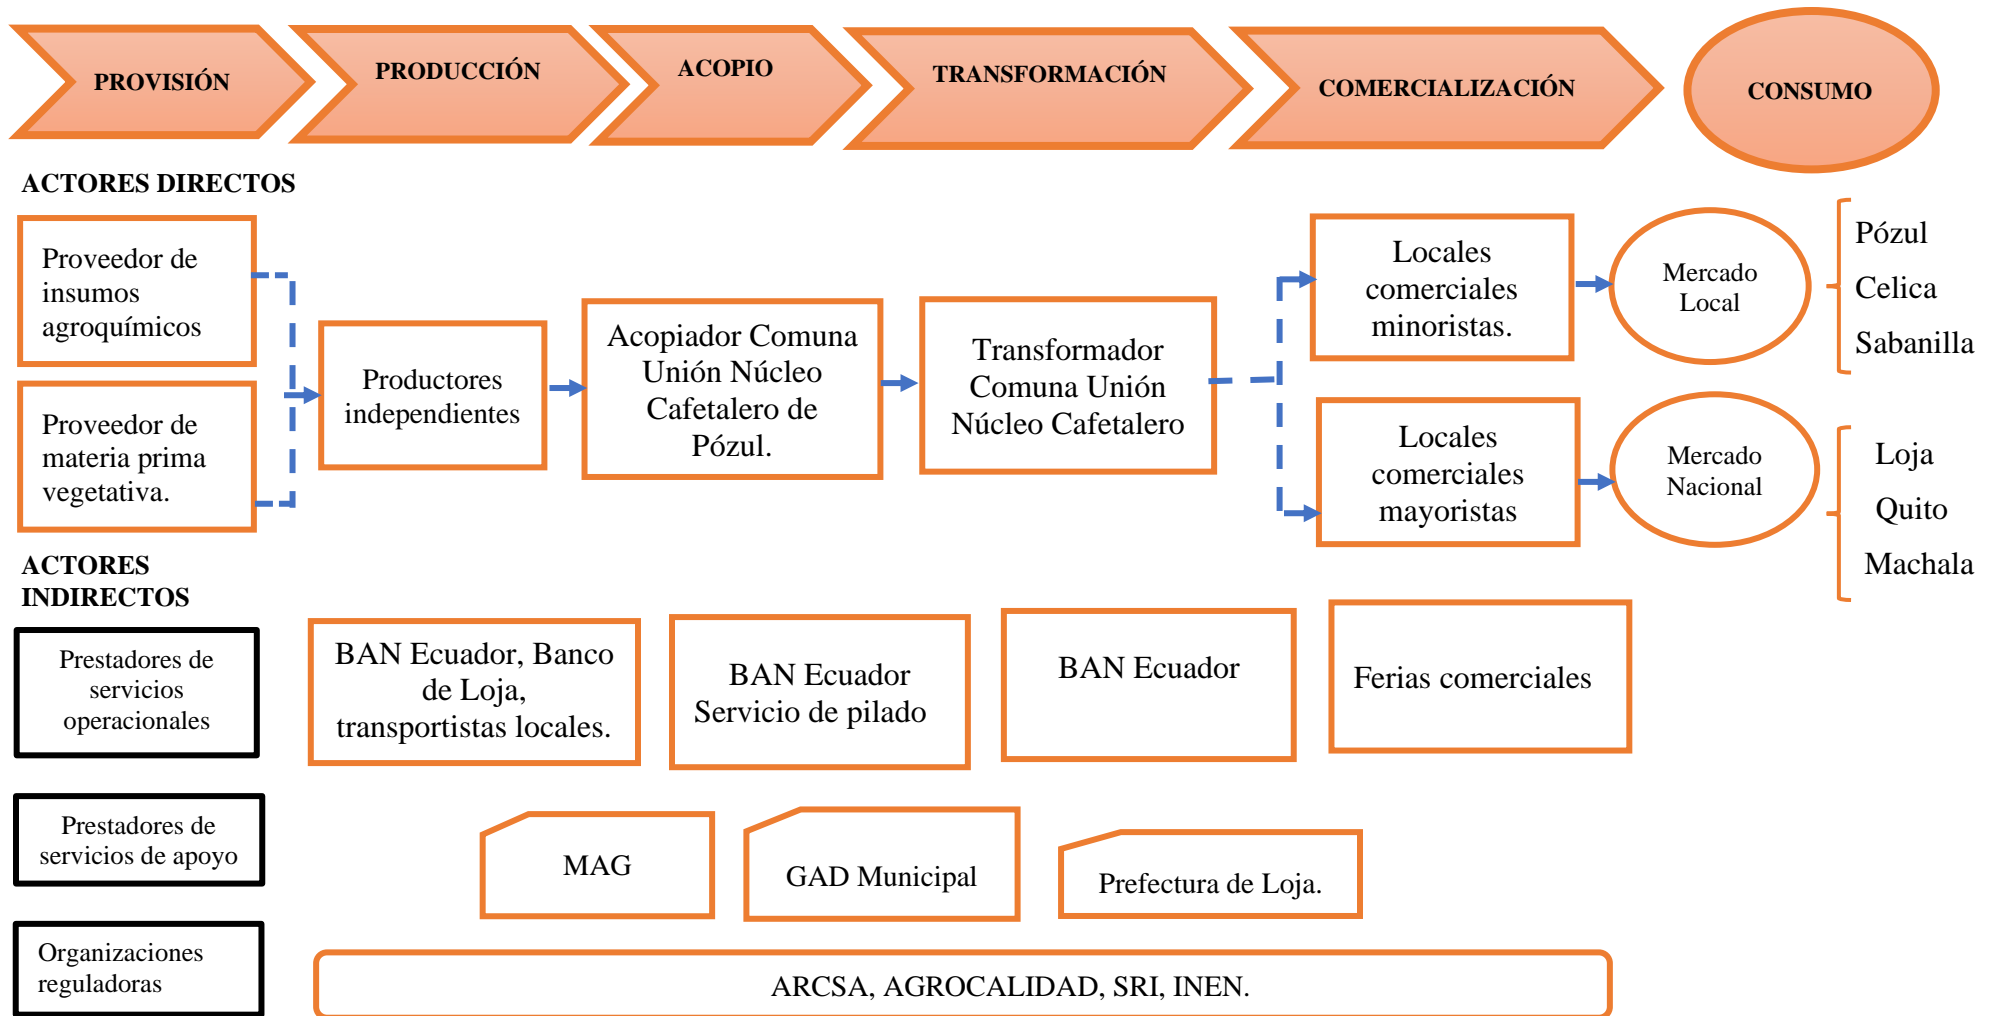 PROVISIÓN
PRODUCCIÓN
ACOPIO
TRANSFORMACIÓN
COMERCIALIZACIÓN
CONSUMO
ACTORES DIRECTOS
Proveedor de
insumos
agroquímicos
Proveedor de
materia prima
vegetativa.
Productores
independientes
Acopiador Comuna
Unión Núcleo
Cafetalero de
Pózul.
Transformador
Comuna Unión
Núcleo Cafetalero
Locales
comerciales
minoristas.
Locales
comerciales
mayoristas
Mercado
Local
Mercado
Nacional
Pózul
Celica
Sabanilla
Loja
Quito
Machala
ACTORES
INDIRECTOS
Prestadores de
servicios
operacionales
BAN Ecuador, Banco
de Loja,
transportistas locales.
BAN Ecuador
Servicio de pilado
BAN Ecuador
Ferias comerciales
Prestadores de
servicios de apoyo
MAG
GAD Municipal
Prefectura de Loja.
Organizaciones
reguladoras
ARCSA, AGROCALIDAD, SRI, INEN.